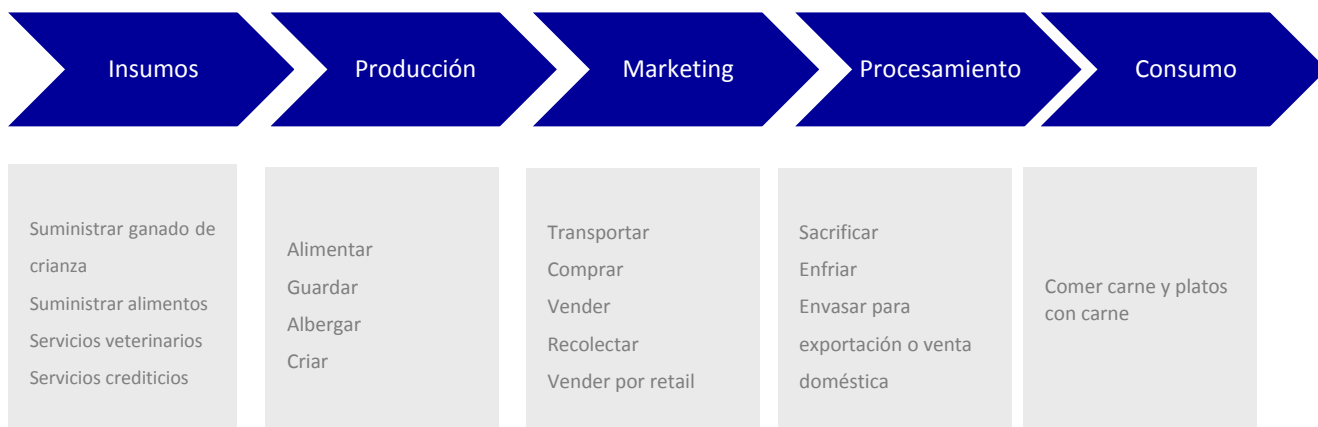 Insumos
Producción
Marketing
Procesamiento
Consumo
Suministrar ganado de
crianza
Suministrar alimentos
Servicios veterinarios
Servicios crediticios
Alimentar
Guardar
Albergar
Criar
Transportar
Comprar
Vender
Recolectar
Vender por retail
Sacrificar
Enfriar
Envasar para
exportación o venta
doméstica
Comer carne y platos
con carne